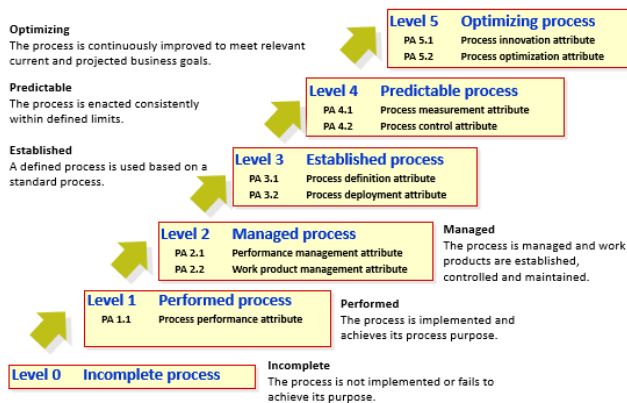 Optimizing
The process is continuously improved to meet relevant
current and projected business goals.
Level 5 Optimizing process
PA 5.1 Process innovation attribute
PA 5.2 Process optimization attribute
Predictable
The process is enacted consistently
within defined limits.
Level 4 Predictable process
PA 4.1 Process measurement attribute
PA 4.2 Process control attribute
Established
A defined process is used based on a
standard process.
Level 3 Established process
PA 3.1 Process definition attribute
PA 3.2 Process deployment attribute
Level 2 Managed process
PA 2.1 Performance management attribute
PA 2.2 Work product management attribute
Managed
The process is managed and work
products are established,
controlled and maintained.
Level 1 Performed process
PA 1.1 Process performance attribute
Performed
The process is implemented and
achieves its process purpose.
Level 0 Incomplete process
Incomplete
The process is not implemented or fails to
achieve its purpose.